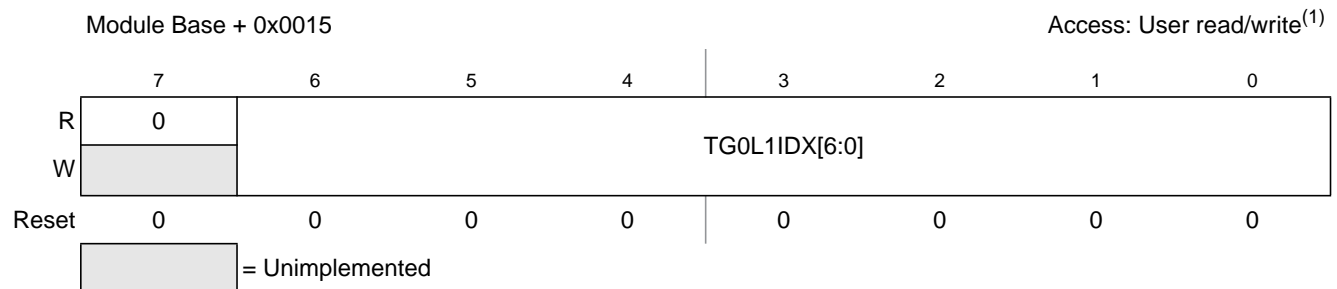 Module Base + 0x0015 Access: User read/write(1)
7 6 5 4 3 2 1 0
R 0
TG0L1IDX[6:0]
W
Reset 0 0 0 0 0 0 0 0
= Unimplemented